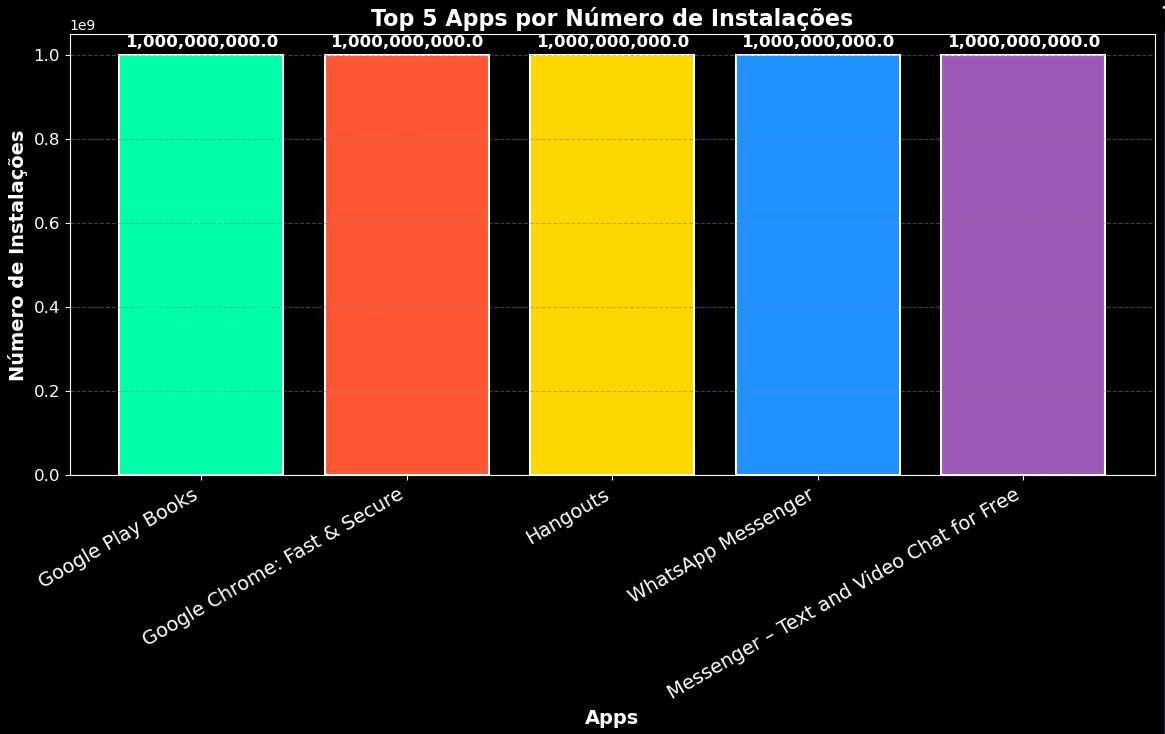 Top 5 Apps por Número de Instalações
1e9
1,000,000,000.0 1,000,000,000.0 1,000,000,000.0 1,000,000,000.0 1,000,000,000.0
1.0
0.8
0.6
0.4
0.2
0.0
Número de Instalações
Google Play Books
Google Chrome: Fast & Secure
Hangouts
WhatsApp Messenger
Messenger – Text and Video Chat for Free
Apps